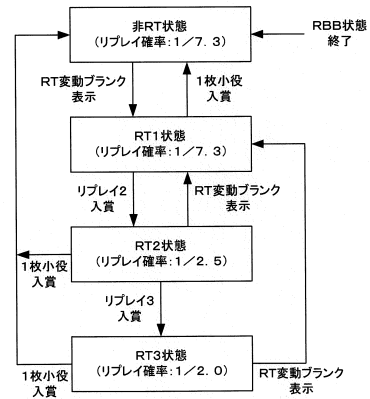 非RT状態
(リプレイ確率:1/7.3)
RBB状態
終了
RT変動ブランク
表示
1枚小役
入賞
RT1状態
(リプレイ確率:1/7.3)
リプレイ2
入賞
RT変動ブランク
表示
RT2状態
(リプレイ確率:1/2.5)
1枚小役
入賞
リプレイ3
入賞
RT3状態
(リプレイ確率:1/2.0)
1枚小役
入賞
RT変動ブランク
表示